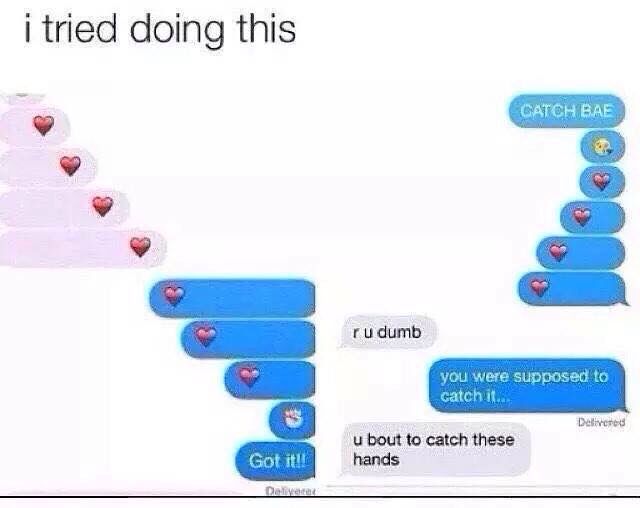 i tried doing this
Got it!!
Delivered
CATCH BAE
r u dumb
you were supposed to
catch it...
Delivered
u bout to catch these
hands